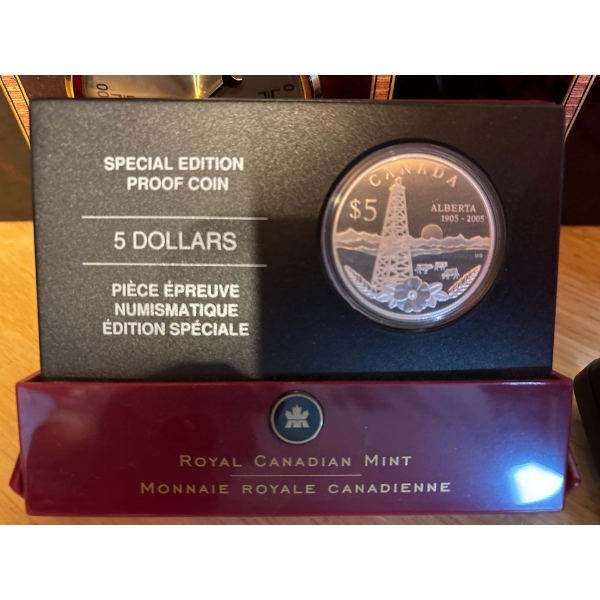 SPECIAL EDITION
PROOF COIN
5 DOLLARS
PIÈCE ÉPREUVE
NUMISMATIQUE
ÉDITION SPÉCIALE
CANADA
$5
ALBERTA
1905 - 2005
ROYAL CANADIAN MINT
MONNAIE ROYALE CANADIENNE